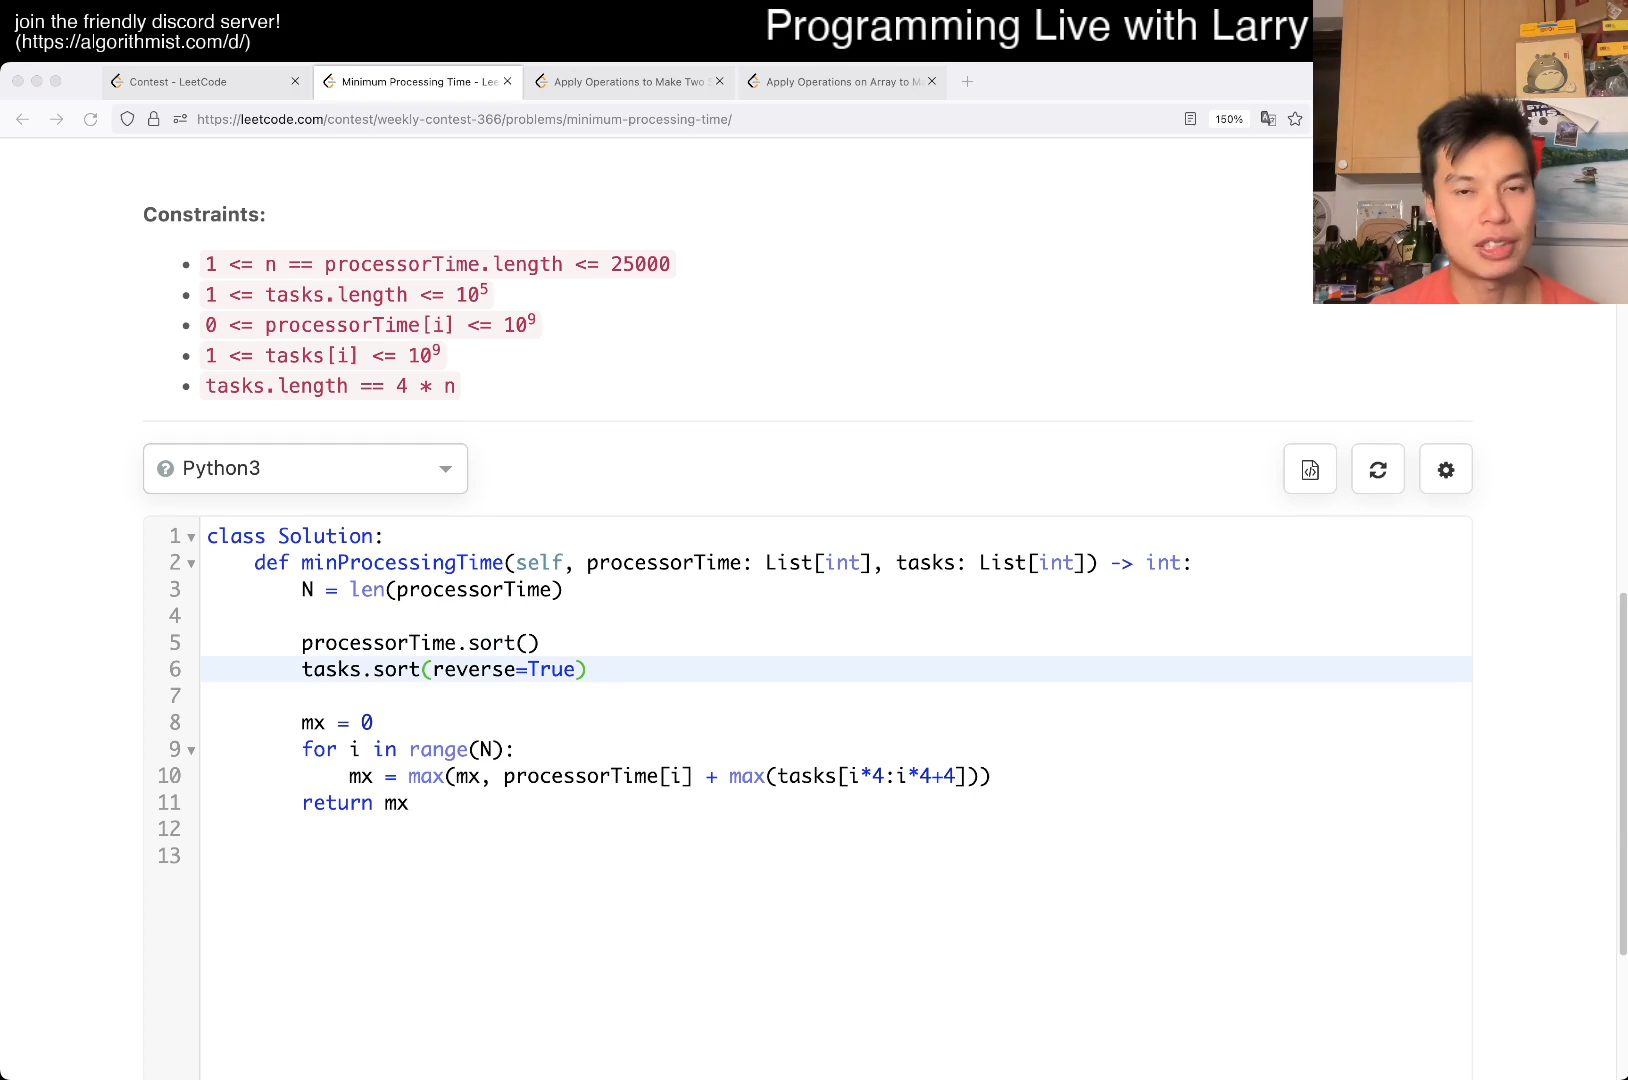 join the friendly discord server!
(https://algorithmist.com/d/)
Programming Live with Larry
Contest - LeetCode
Minimum Processing Time - Lee
Apply Operations to Make Two S
Apply Operations on Array to M
https://leetcode.com/contest/weekly-contest-366/problems/minimum-processing-time/
150%
Constraints:
1 <= n == processorTime.length <= 25000
1 <= tasks.length <= 10^5
0 <= processorTime[i] <= 10^9
1 <= tasks[i] <= 10^9
tasks.length == 4 * n
Python3
1 class Solution:
2 def minProcessingTime(self, processorTime: List[int], tasks: List[int]) -> int:
3 N = len(processorTime)
4
5 processorTime.sort()
6 tasks.sort(reverse=True)
7
8 mx = 0
9 for i in range(N):
10 mx = max(mx, processorTime[i] + max(tasks[i*4:i*4+4]))
11 return mx
12
13